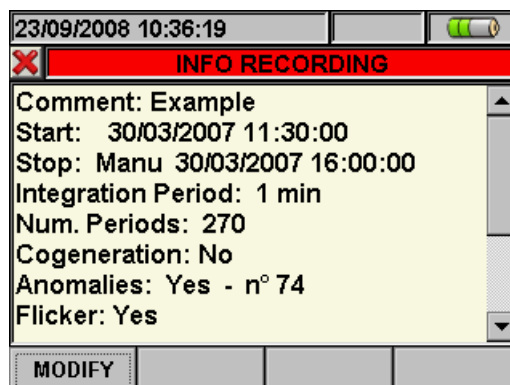 23/09/2008 10:36:19
INFO RECORDING
Comment: Example
Start: 30/03/2007 11:30:00
Stop: Manu 30/03/2007 16:00:00
Integration Period: 1 min
Num. Periods: 270
Cogeneration: No
Anomalies: Yes - n° 74
Flicker: Yes
MODIFY